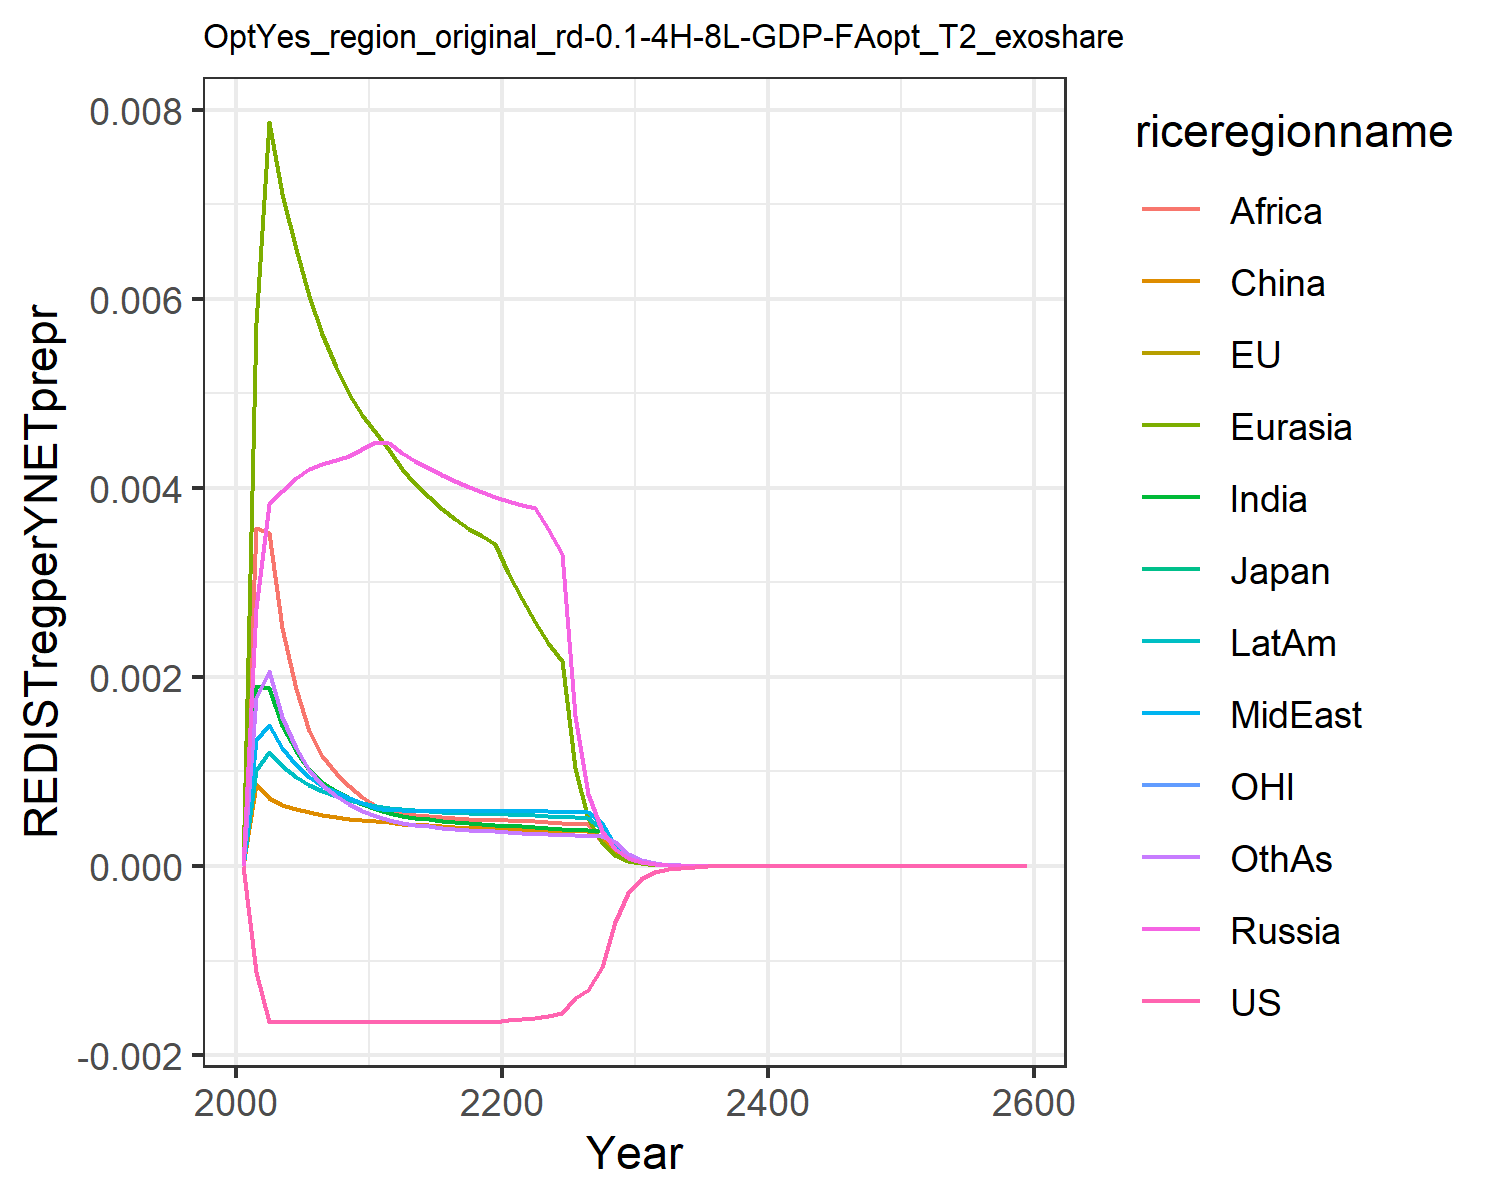 OptYes_region_original_rd-0.1-4H-8L-GDP-FAopt_T2_exoshare
REDISTregperYNETprepr
0.008
0.006
0.004
0.002
0.000
-0.002
2000
2200
2400
2600
Year
riceregionname
Africa
China
EU
Eurasia
India
Japan
LatAm
MidEast
OHI
OthAs
Russia
US